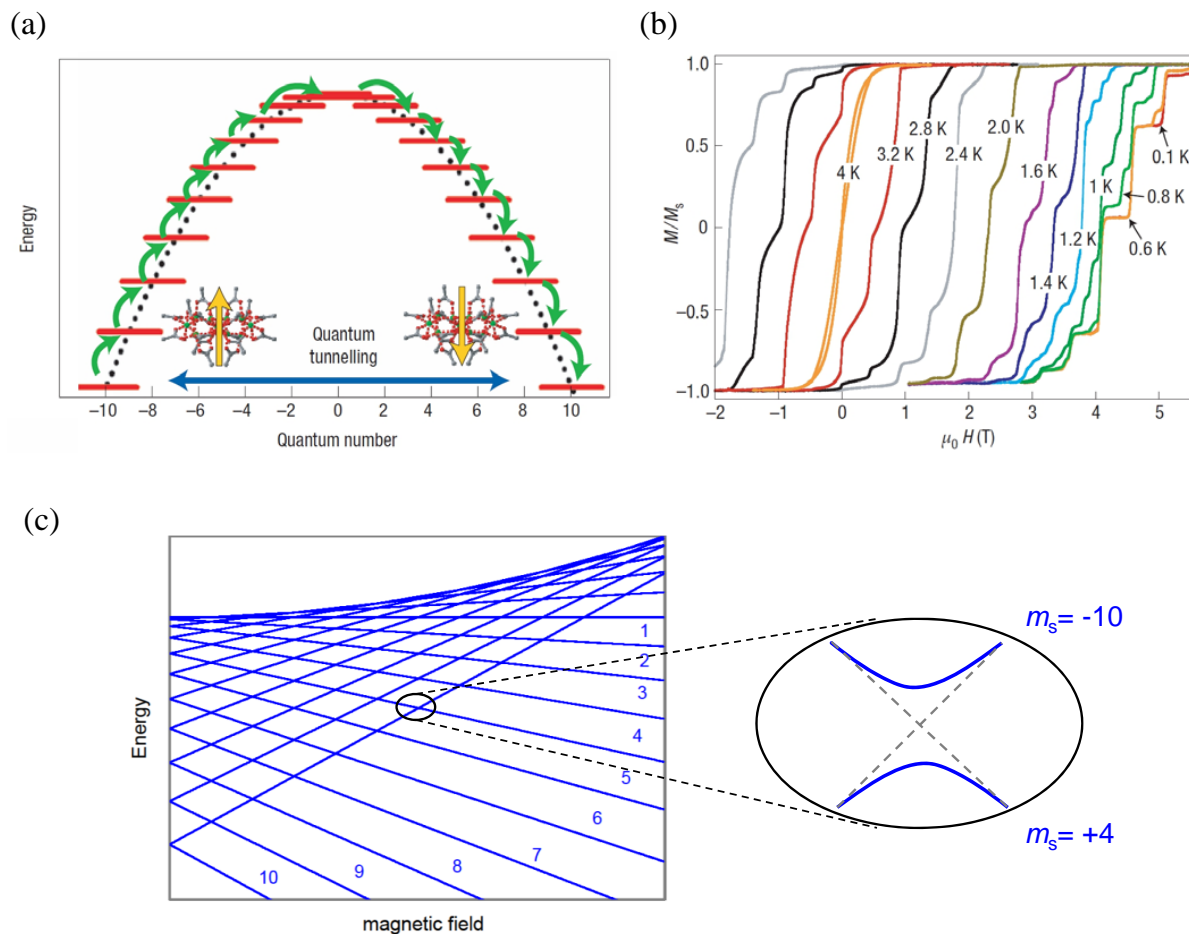 (a)
Energy
Quantum
tunnelling
−10 −8 −6 −4 −2 0 2 4 6 8 10
Quantum number
(b)
M/Ms
1.0
0.5
0
−0.5
−1.0
4 K
3.2 K
2.8 K
2.4 K
2.0 K
1.6 K
1.4 K
1.2 K
1 K
0.1 K
0.8 K
0.6 K
−2 −1 0 1 2 3 4 5
μ0 H (T)
(c)
Energy
1
2
3
4
5
6
7
8
9
10
magnetic field
ms= -10
ms= +4